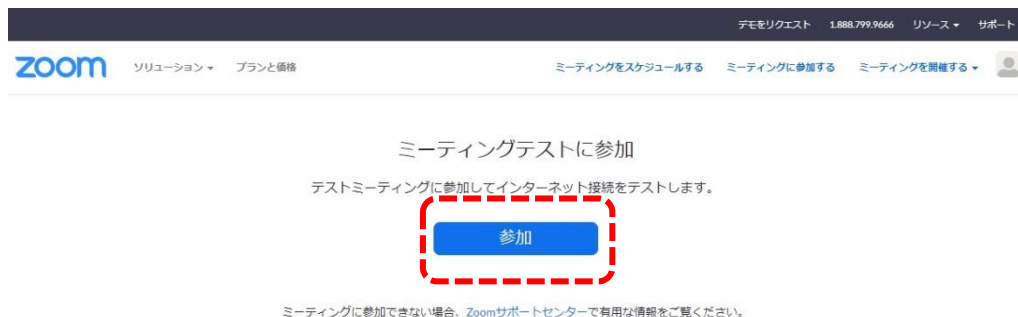 デモをリクエスト 1.888.799.9666 リソース サポート
zoom ソリューション プランと価格 ミーティングをスケジュールする ミーティングに参加する ミーティングを開催する
ミーティングテストに参加
テストミーティングに参加してインターネット接続をテストします。
参加
ミーティングに参加できない場合、Zoomサポートセンターで有用な情報をご覧ください。